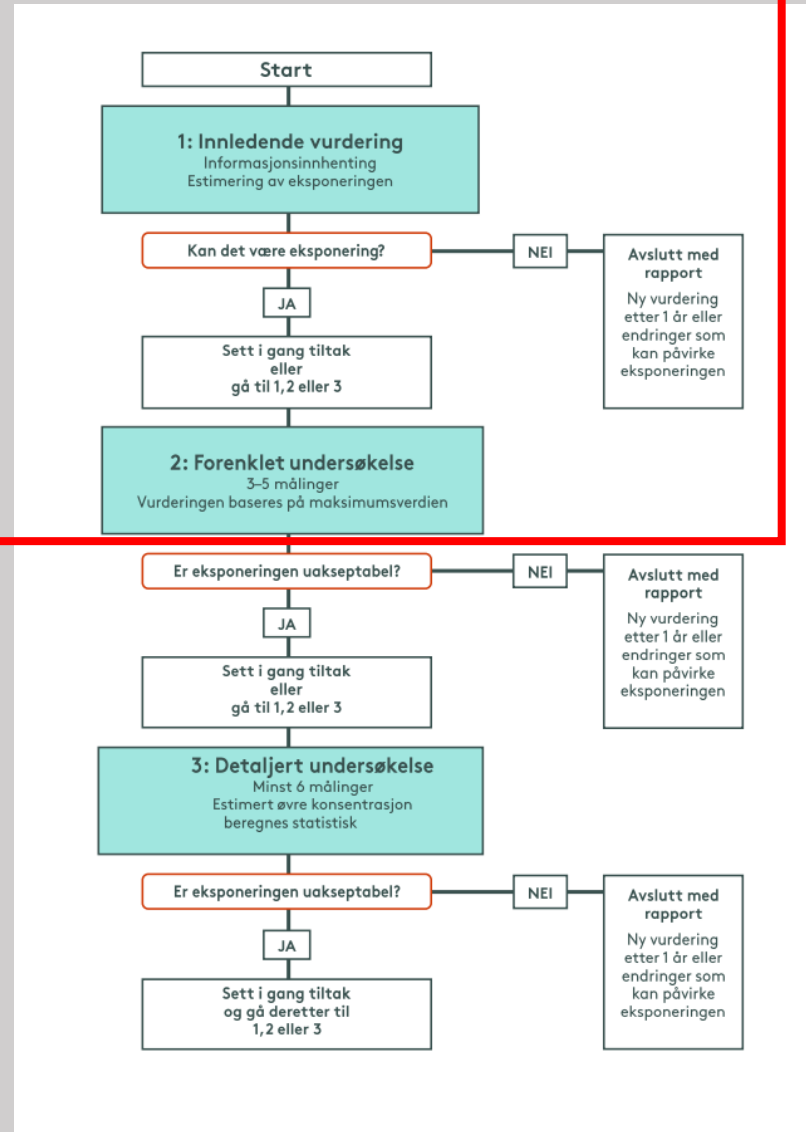 Start
1: Innledende vurdering
Informasjonsinnhenting
Estimering av eksponeringen
Kan det være eksponering?
NEI
Avslutt med
rapport
Ny vurdering
etter 1 år eller
endringer som
kan påvirke
eksponeringen
JA
Sett i gang tiltak
eller
gå til 1,2 eller 3
2: Forenklet undersøkelse
3–5 målinger
Vurderingen baseres på maksimumsverdien
Er eksponeringen uakseptabel?
NEI
Avslutt med
rapport
Ny vurdering
etter 1 år eller
endringer som
kan påvirke
eksponeringen
JA
Sett i gang tiltak
eller
gå til 1,2 eller 3
3: Detaljert undersøkelse
Minst 6 målinger
Estimert øvre konsentrasjon
beregnes statistisk
Er eksponeringen uakseptabel?
NEI
Avslutt med
rapport
Ny vurdering
etter 1 år eller
endringer som
kan påvirke
eksponeringen
JA
Sett i gang tiltak
og gå deretter til
1,2 eller 3